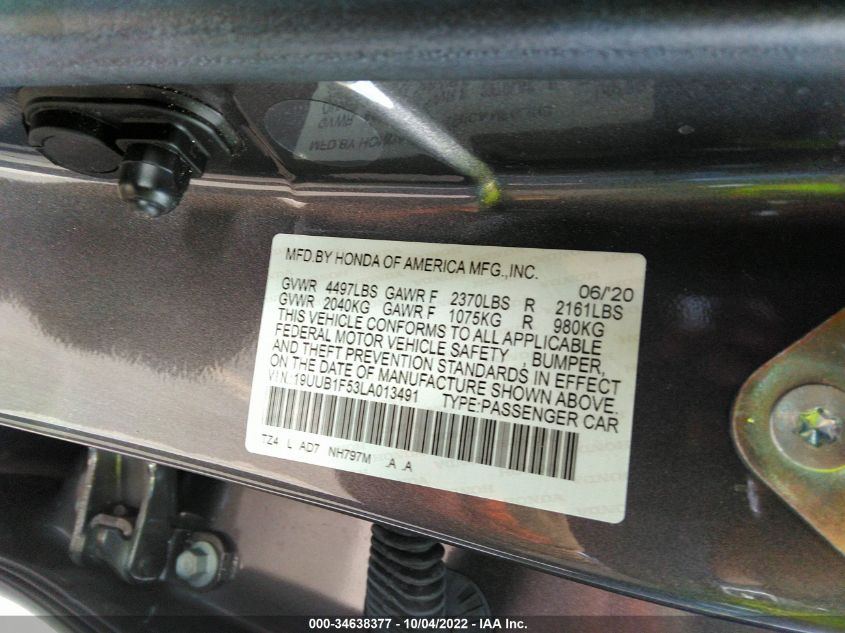 MFD.BY HONDA OF AMERICA MFG.,INC. 06/'20
GVWR 4497LBS GAWR F 2370LBS R 2161LBS
GVWR 2040KG GAWR F 1075KG R 980KG
THIS VEHICLE CONFORMS TO ALL APPLICABLE
FEDERAL MOTOR VEHICLE SAFETY , BUMPER,
AND THEFT PREVENTION STANDARDS IN EFFECT
ON THE DATE OF MANUFACTURE SHOWN ABOVE.
V.I.N.:19UUB1F53LA013491 TYPE:PASSENGER CAR
TZ4 L AD7 NH797M .A .A
000-34638377 - 10/04/2022 - IAA Inc.